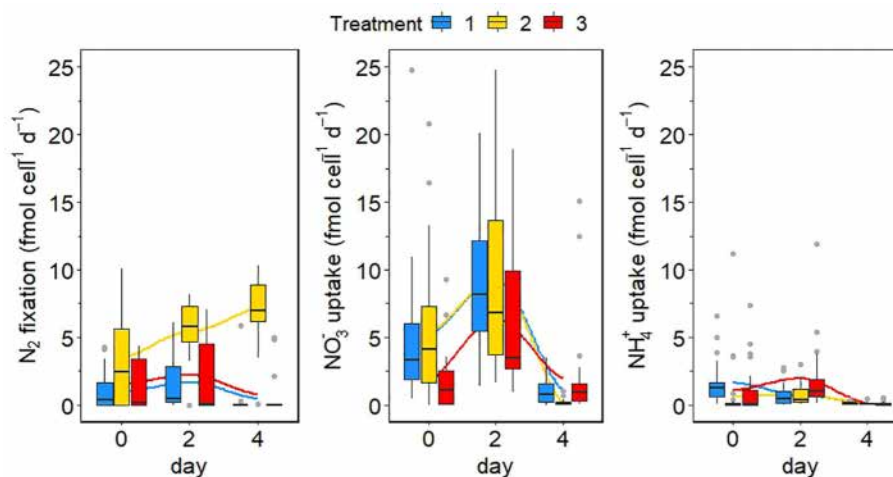 Treatment 1 2 3
N₂ fixation (fmol cell⁻¹ d⁻¹)
25
20
15
10
5
0
0 2 4
day
NO₃⁻ uptake (fmol cell⁻¹ d⁻¹)
25
20
15
10
5
0
0 2 4
day
NH₄⁺ uptake (fmol cell⁻¹ d⁻¹)
25
20
15
10
5
0
0 2 4
day